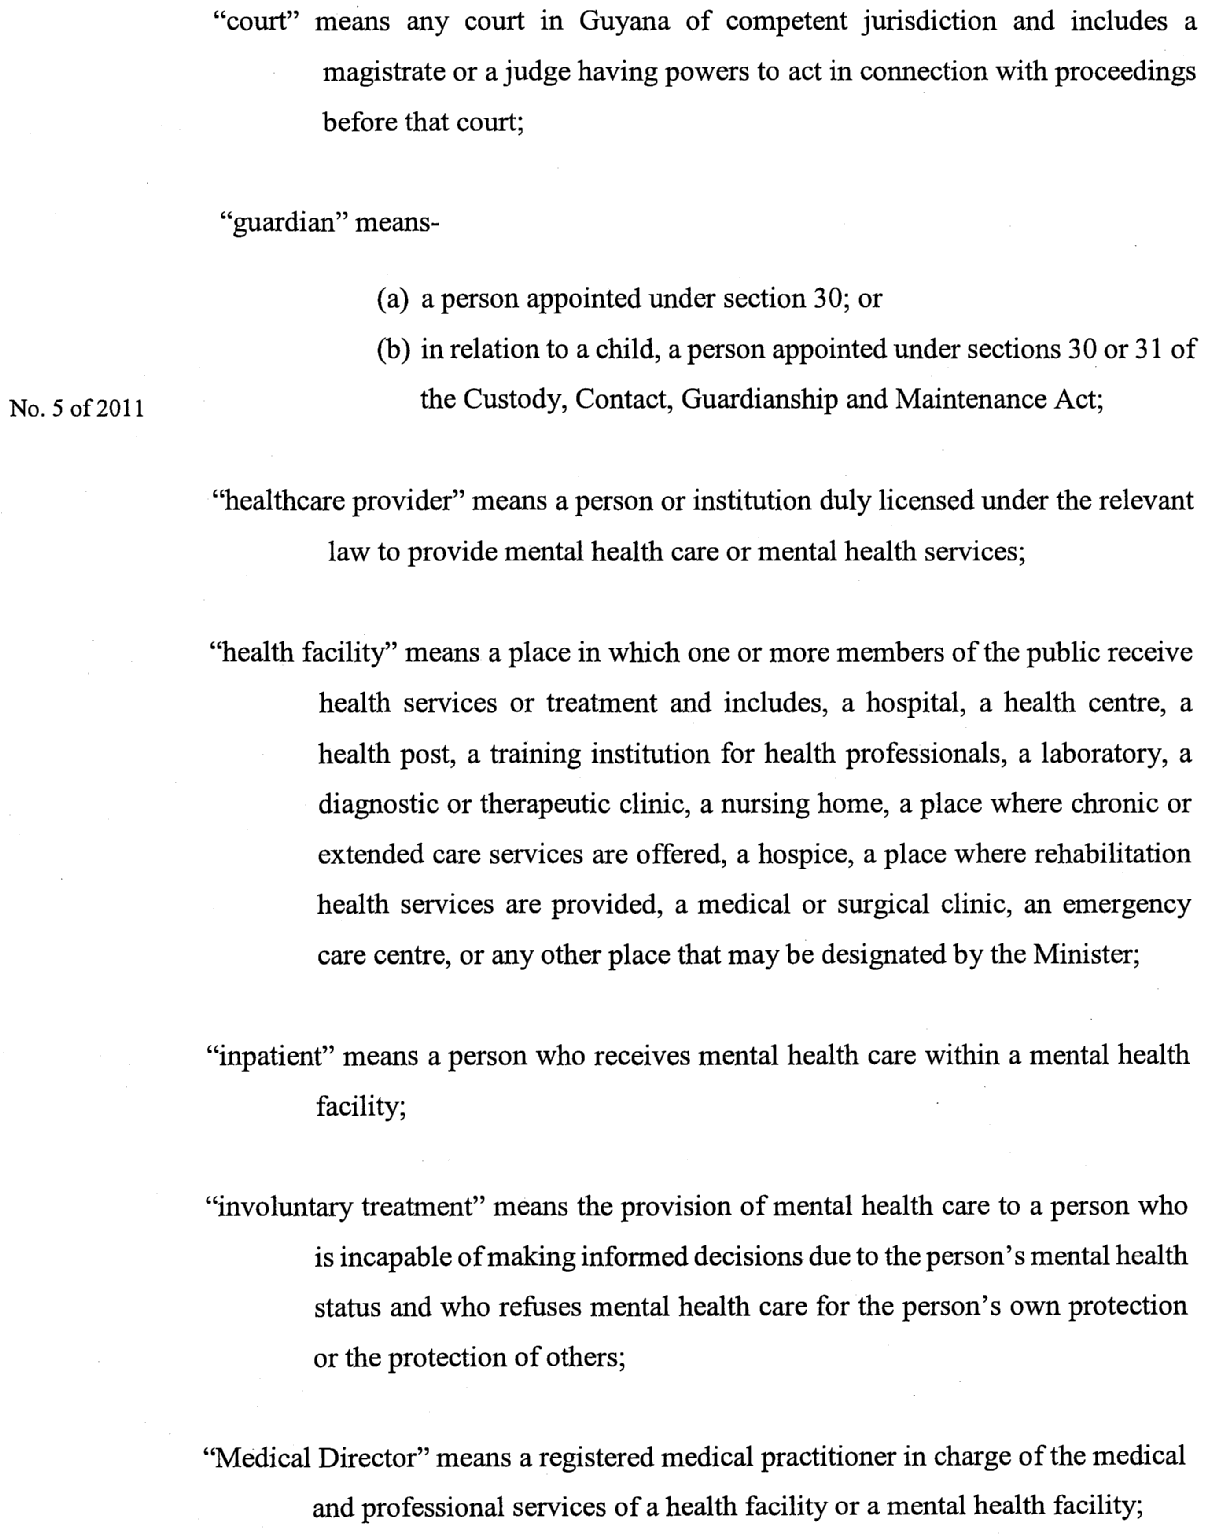 “court” means any court in Guyana of competent jurisdiction and includes a
magistrate or a judge having powers to act in connection with proceedings
before that court;
“guardian” means-
(a) a person appointed under section 30; or
(b) in relation to a child, a person appointed under sections 30 or 31 of
No. 5 of 2011
the Custody, Contact, Guardianship and Maintenance Act;
“healthcare provider” means a person or institution duly licensed under the relevant
law to provide mental health care or mental health services;
“health facility” means a place in which one or more members of the public receive
health services or treatment and includes, a hospital, a health centre, a
health post, a training institution for health professionals, a laboratory, a
diagnostic or therapeutic clinic, a nursing home, a place where chronic or
extended care services are offered, a hospice, a place where rehabilitation
health services are provided, a medical or surgical clinic, an emergency
care centre, or any other place that may be designated by the Minister;
“inpatient” means a person who receives mental health care within a mental health
facility;
“involuntary treatment” means the provision of mental health care to a person who
is incapable of making informed decisions due to the person’s mental health
status and who refuses mental health care for the person’s own protection
or the protection of others;
“Medical Director” means a registered medical practitioner in charge of the medical
and professional services of a health facility or a mental health facility;